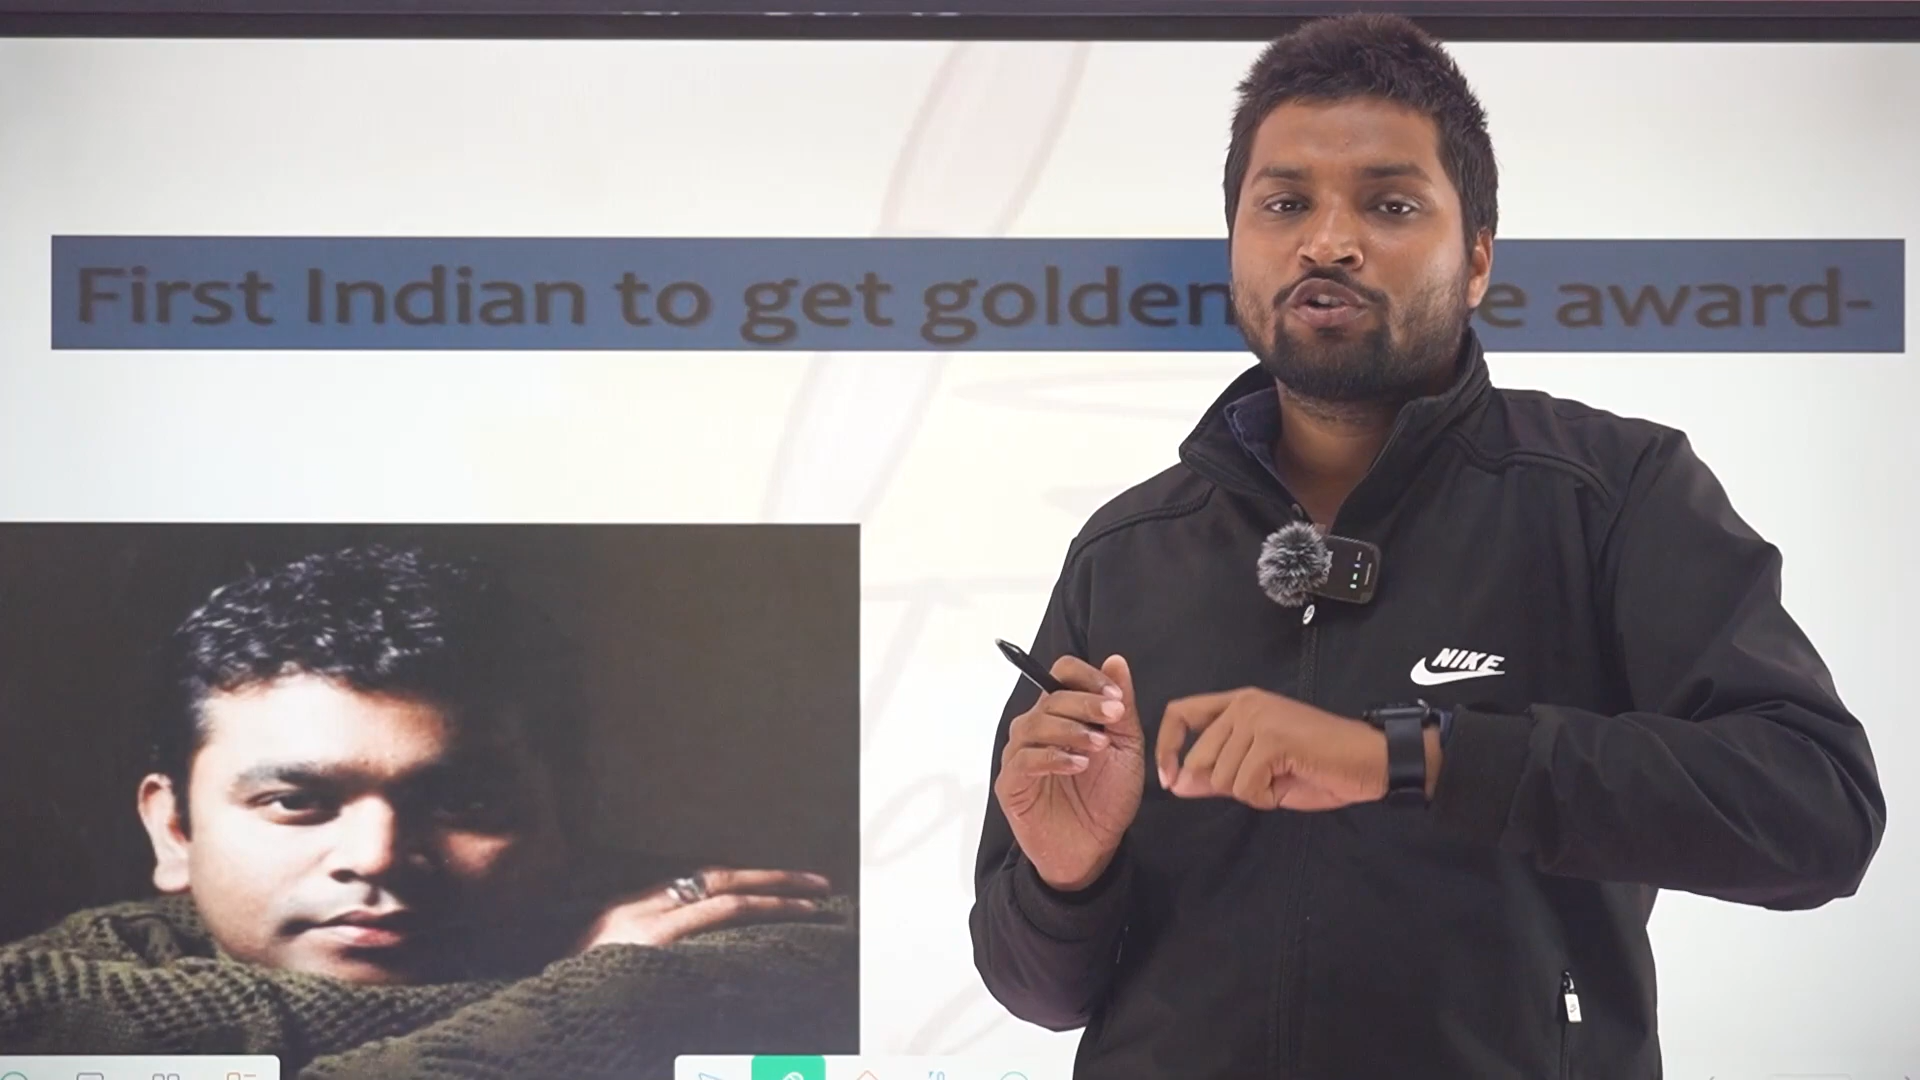 First Indian to get golden e award-
NIKE